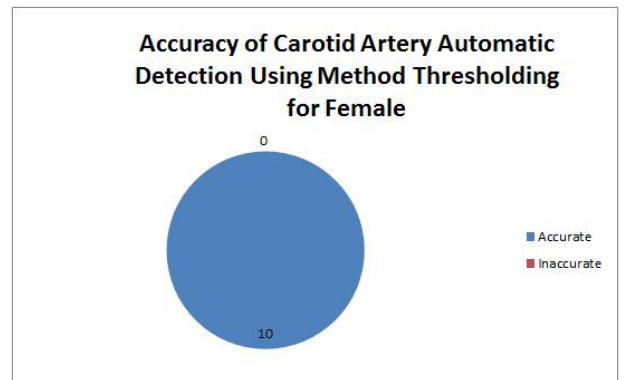 Accuracy of Carotid Artery Automatic
Detection Using Method Thresholding
for Female
0
10
Accurate
Inaccurate